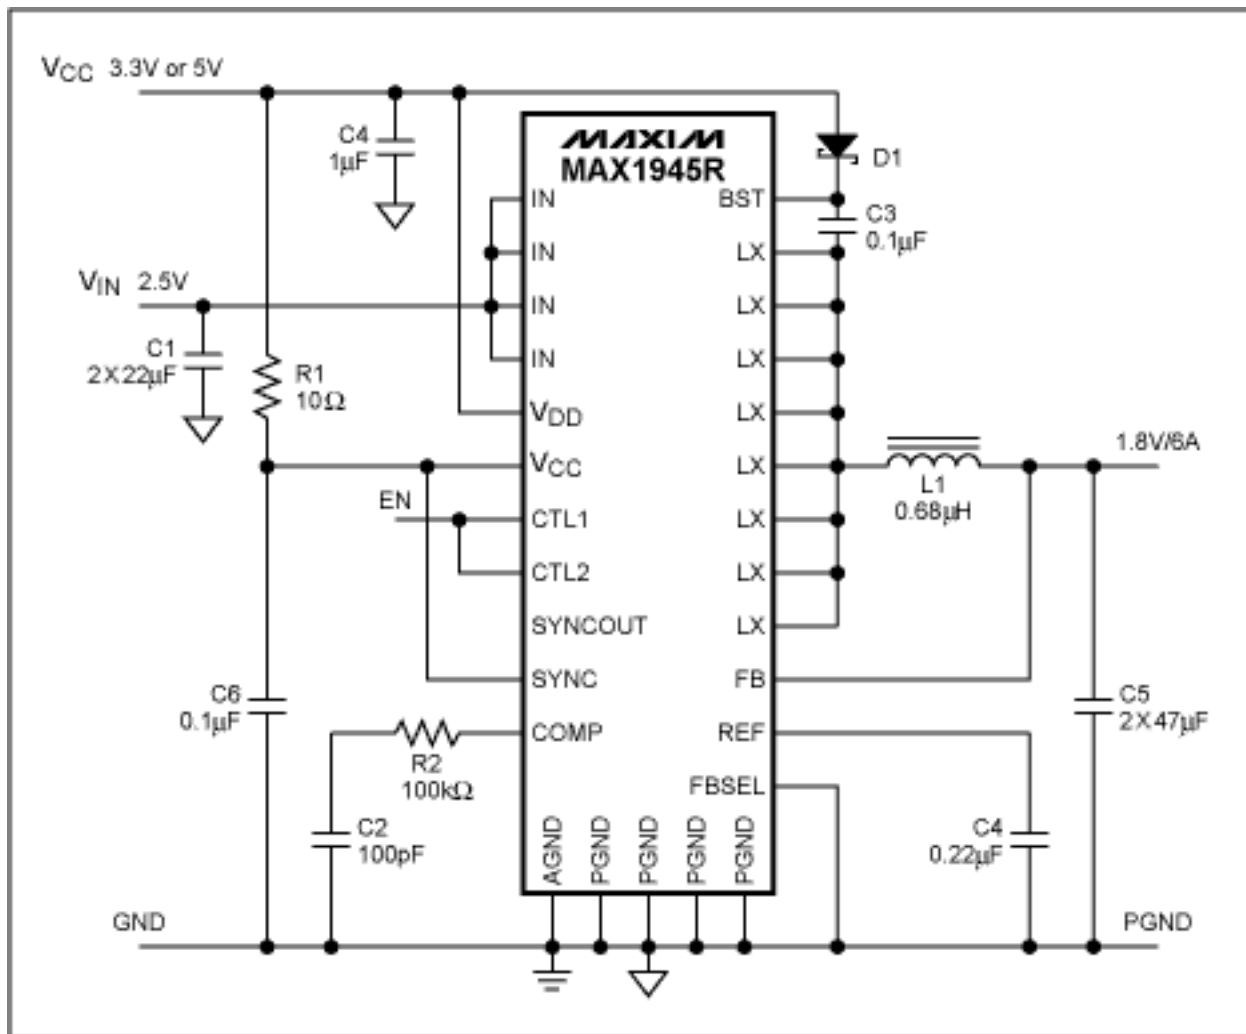 VCC 3.3V or 5V
C4
1µF
MAXIM
MAX1945R
D1
IN
BST
C3
0.1µF
IN
LX
VIN 2.5V
IN
LX
C1
2X22µF
IN
LX
R1
10Ω
VDD
LX
VCC
LX
L1
0.68µH
1.8V/6A
EN
CTL1
LX
CTL2
LX
SYNCOUT
LX
C6
0.1µF
SYNC
FB
C5
2X47µF
COMP
REF
R2
100kΩ
FBSEL
C2
100pF
C4
0.22µF
AGND
PGND
PGND
PGND
PGND
GND
PGND